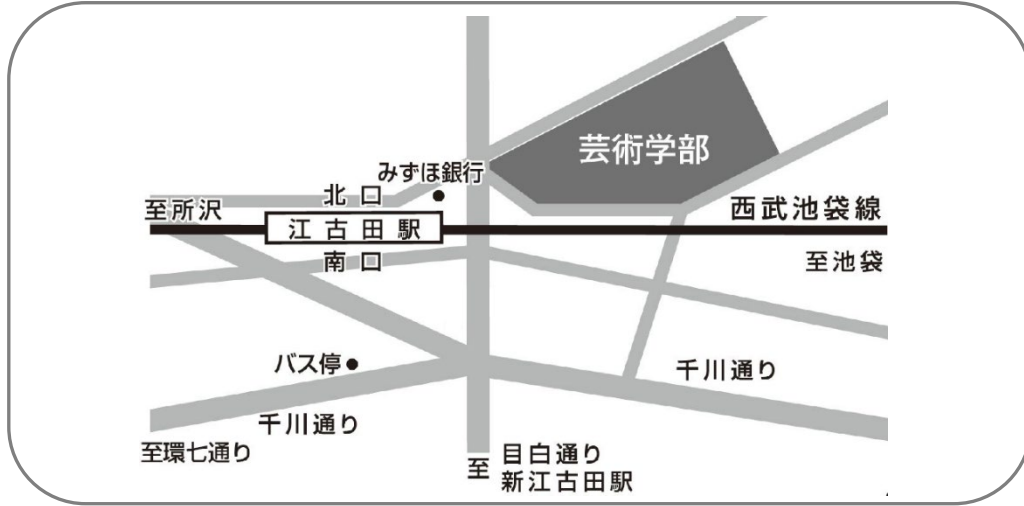 芸術学部
みずほ銀行
北口
至所沢
西武池袋線
江古田駅
南口
至池袋
バス停
千川通り
千川通り
至環七通り
至 目白通り
新江古田駅